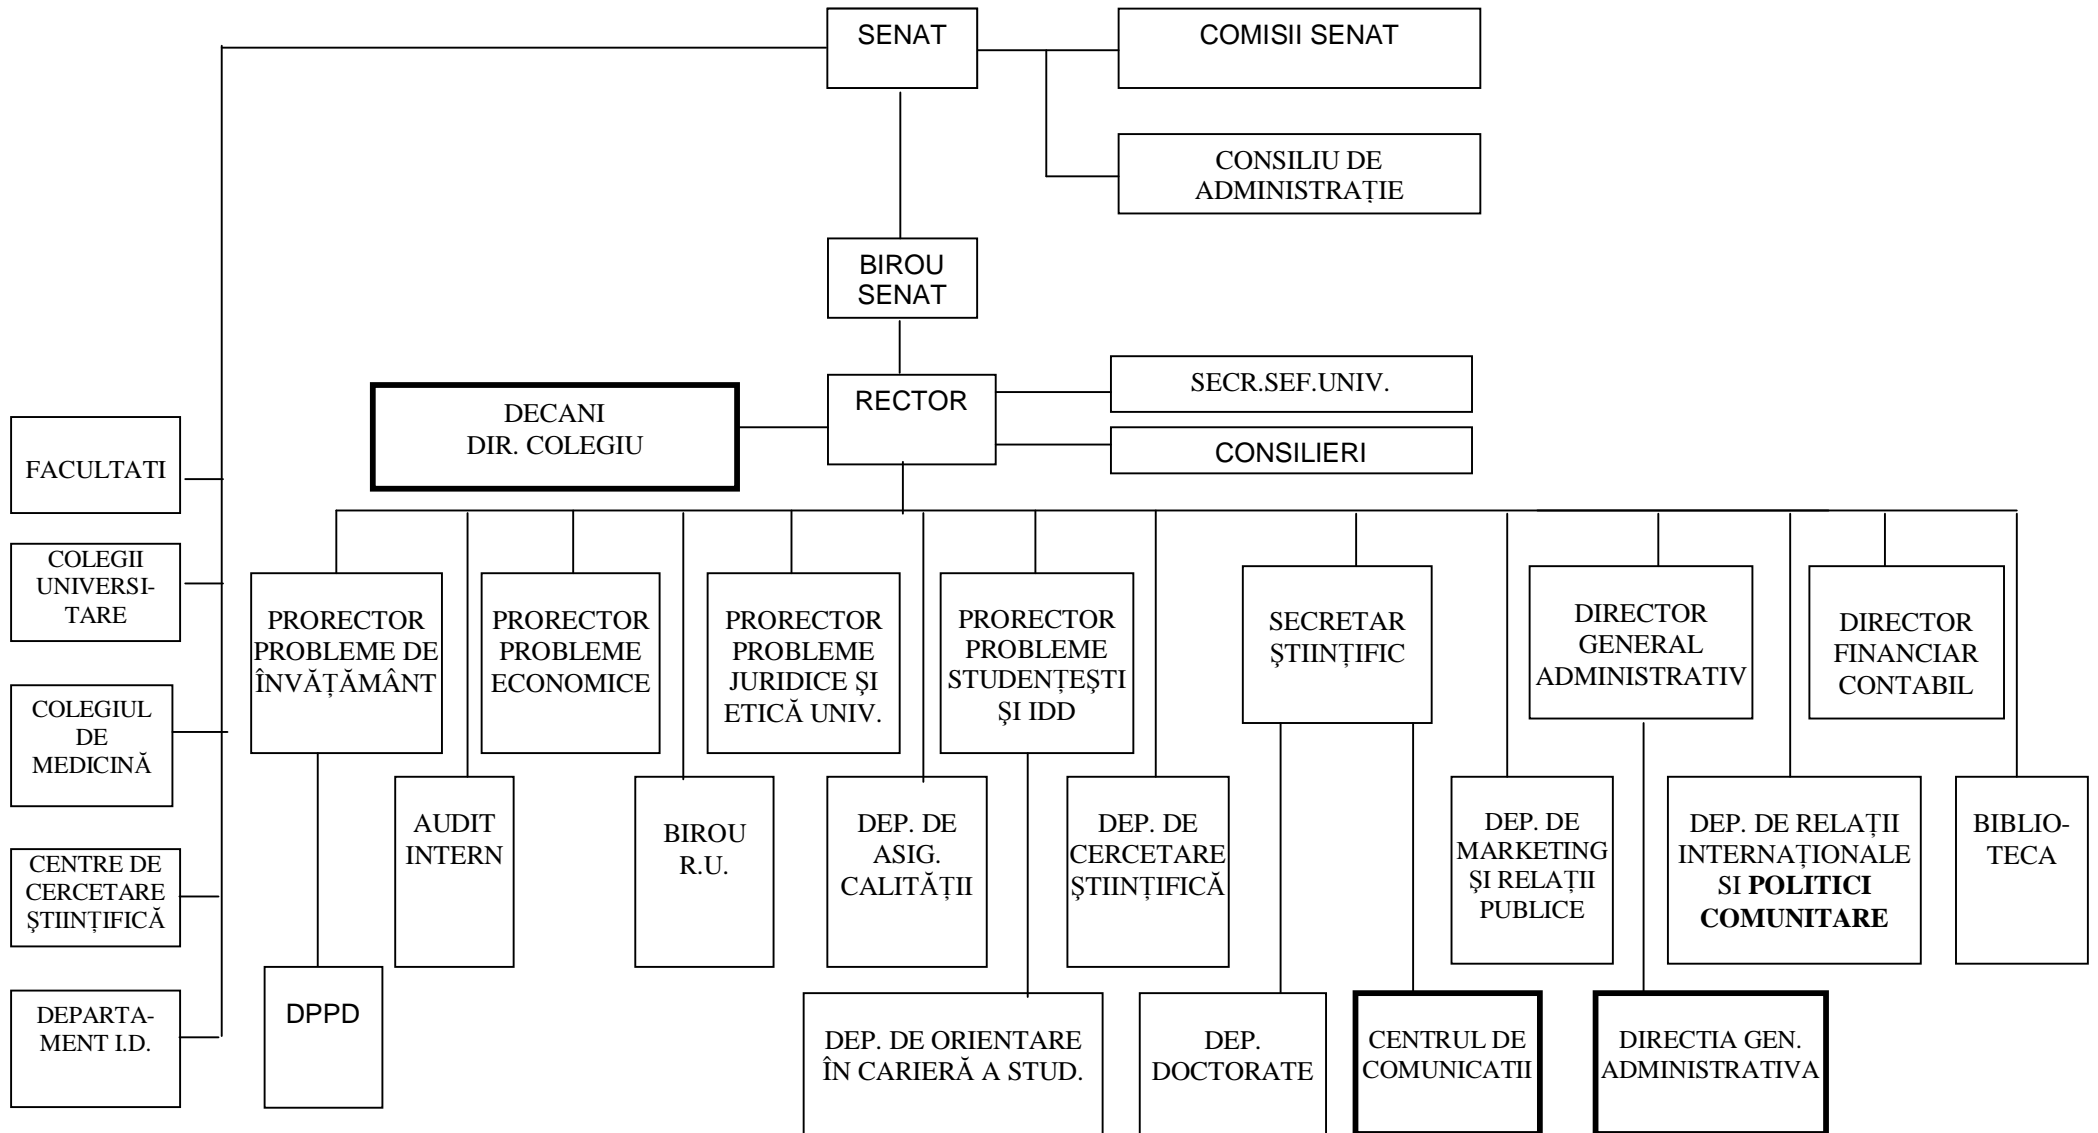 SENAT
COMISII SENAT
CONSILIU DE
ADMINISTRAȚIE
BIROU
SENAT
RECTOR
SECR.SEF.UNIV.
CONSILIERI
DECANI
DIR. COLEGIU
FACULTATI
COLEGII
UNIVERSI-
TARE
COLEGIUL
DE
MEDICINĂ
CENTRE DE
CERCETARE
ŞTIINȚIFICĂ
DEPARTA-
MENT I.D.
PRORECTOR
PROBLEME DE
ÎNVĂȚĂMÂNT
PRORECTOR
PROBLEME
ECONOMICE
PRORECTOR
PROBLEME
JURIDICE ŞI
ETICĂ UNIV.
PRORECTOR
PROBLEME
STUDENȚEŞTI
ŞI IDD
SECRETAR
ŞTIINȚIFIC
DIRECTOR
GENERAL
ADMINISTRATIV
DIRECTOR
FINANCIAR
CONTABIL
AUDIT
INTERN
BIROU
R.U.
DEP. DE
ASIG.
CALITĂȚII
DEP. DE
CERCETARE
ŞTIINȚIFICĂ
DEP. DE
MARKETING
ŞI RELAȚII
PUBLICE
DEP. DE RELAȚII
INTERNAȚIONALE
SI POLITICI
COMUNITARE
BIBLIO-
TECA
DPPD
DEP. DE ORIENTARE
ÎN CARIERĂ A STUD.
DEP.
DOCTORATE
CENTRUL DE
COMUNICATII
DIRECTIA GEN.
ADMINISTRATIVA